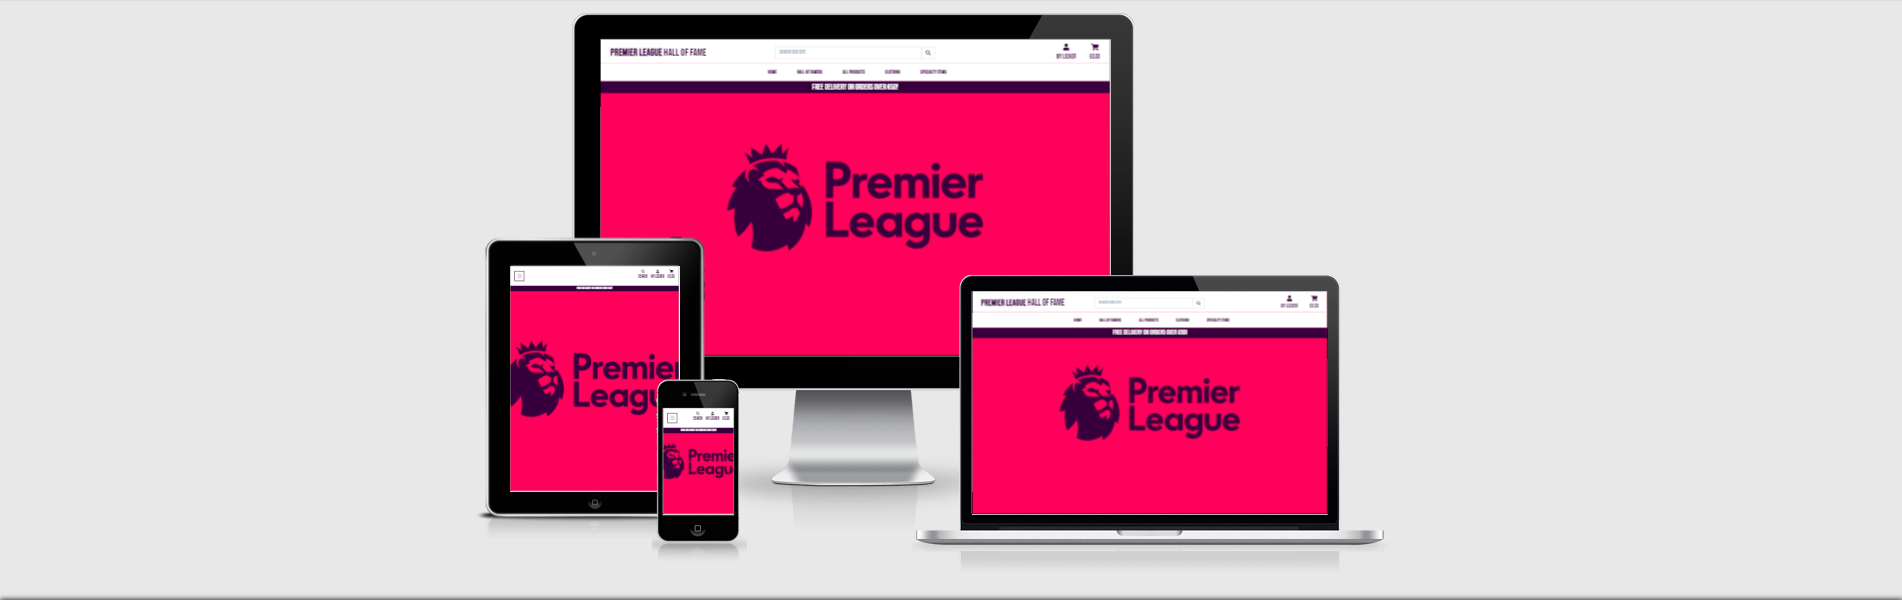 PREMIER LEAGUE HALL OF FAME
MY LOCKER
€0.00
HOME
HALL OF FAMERS
ALL PRODUCTS
CLOTHING
SPECIALTY ITEMS
FREE DELIVERY ON ORDERS OVER €50!
Premier
League
SEARCH
MY LOCKER
€0.00
Premier
Leagu
SEARCH
MY LOCKER
€0.00
Premie
Leagu
PREMIER LEAGUE HALL OF FAME
MY LOCKER
€0.00
HOME
HALL OF FAMERS
ALL PRODUCTS
CLOTHING
SPECIALTY ITEMS
FREE DELIVERY ON ORDERS OVER €50!
Premier
League